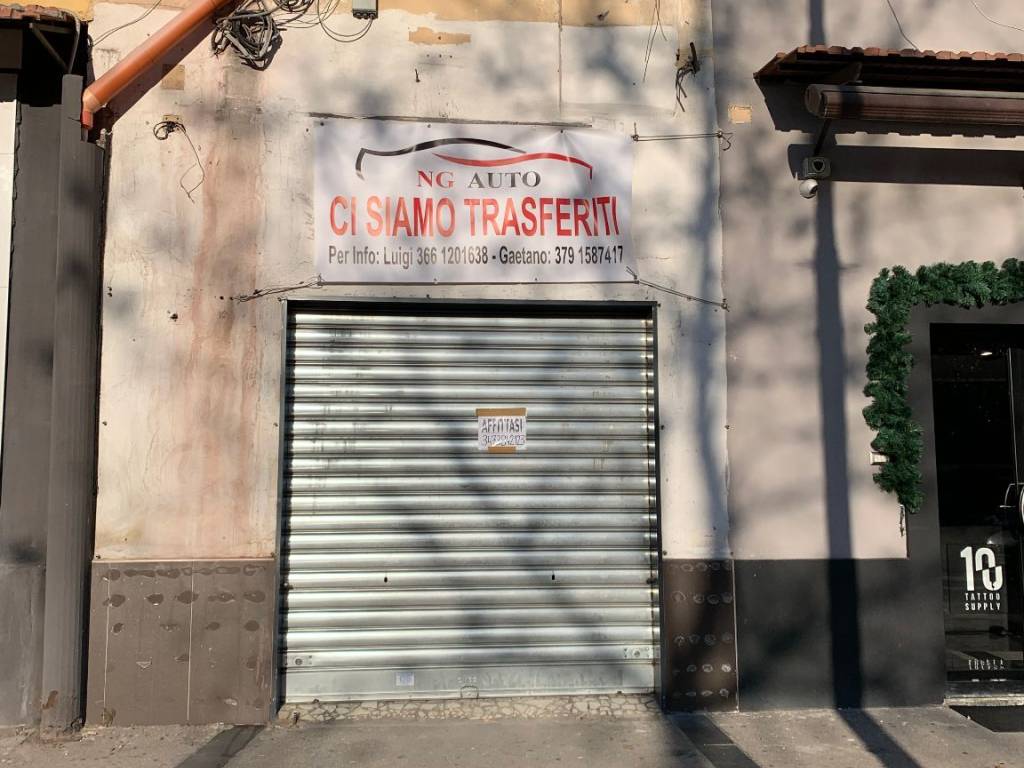 NG AUTO
CI SIAMO TRASFERITI
Per Info: Luigi 366 1201638 - Gaetano: 379 1587417
AFFITTASI
10
TATTOO
SUPPLY